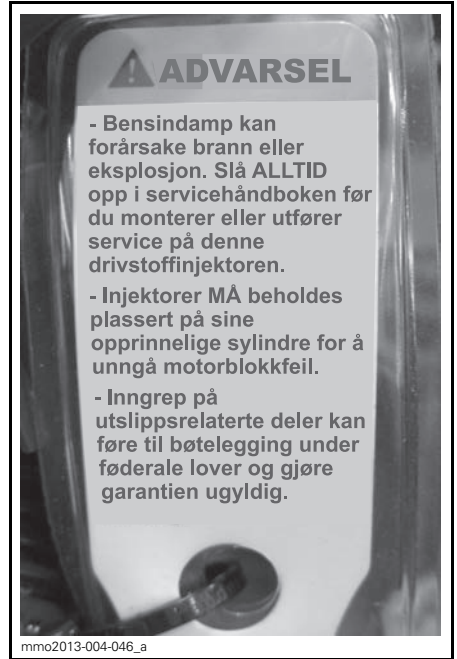 ADVARSEL
- Bensindamp kan
forårsake brann eller
eksplosjon. Slå ALLTID
opp i servicehåndboken før
du monterer eller utfører
service på denne
drivstoffinjektoren.
- Injektorer MÅ beholdes
plassert på sine
opprinnelige sylindre for å
unngå motorblokkfeil.
- Inngrep på
utslippsrelaterte deler kan
føre til bøtelegging under
føderale lover og gjøre
garantien ugyldig.
mmo2013-004-046_a